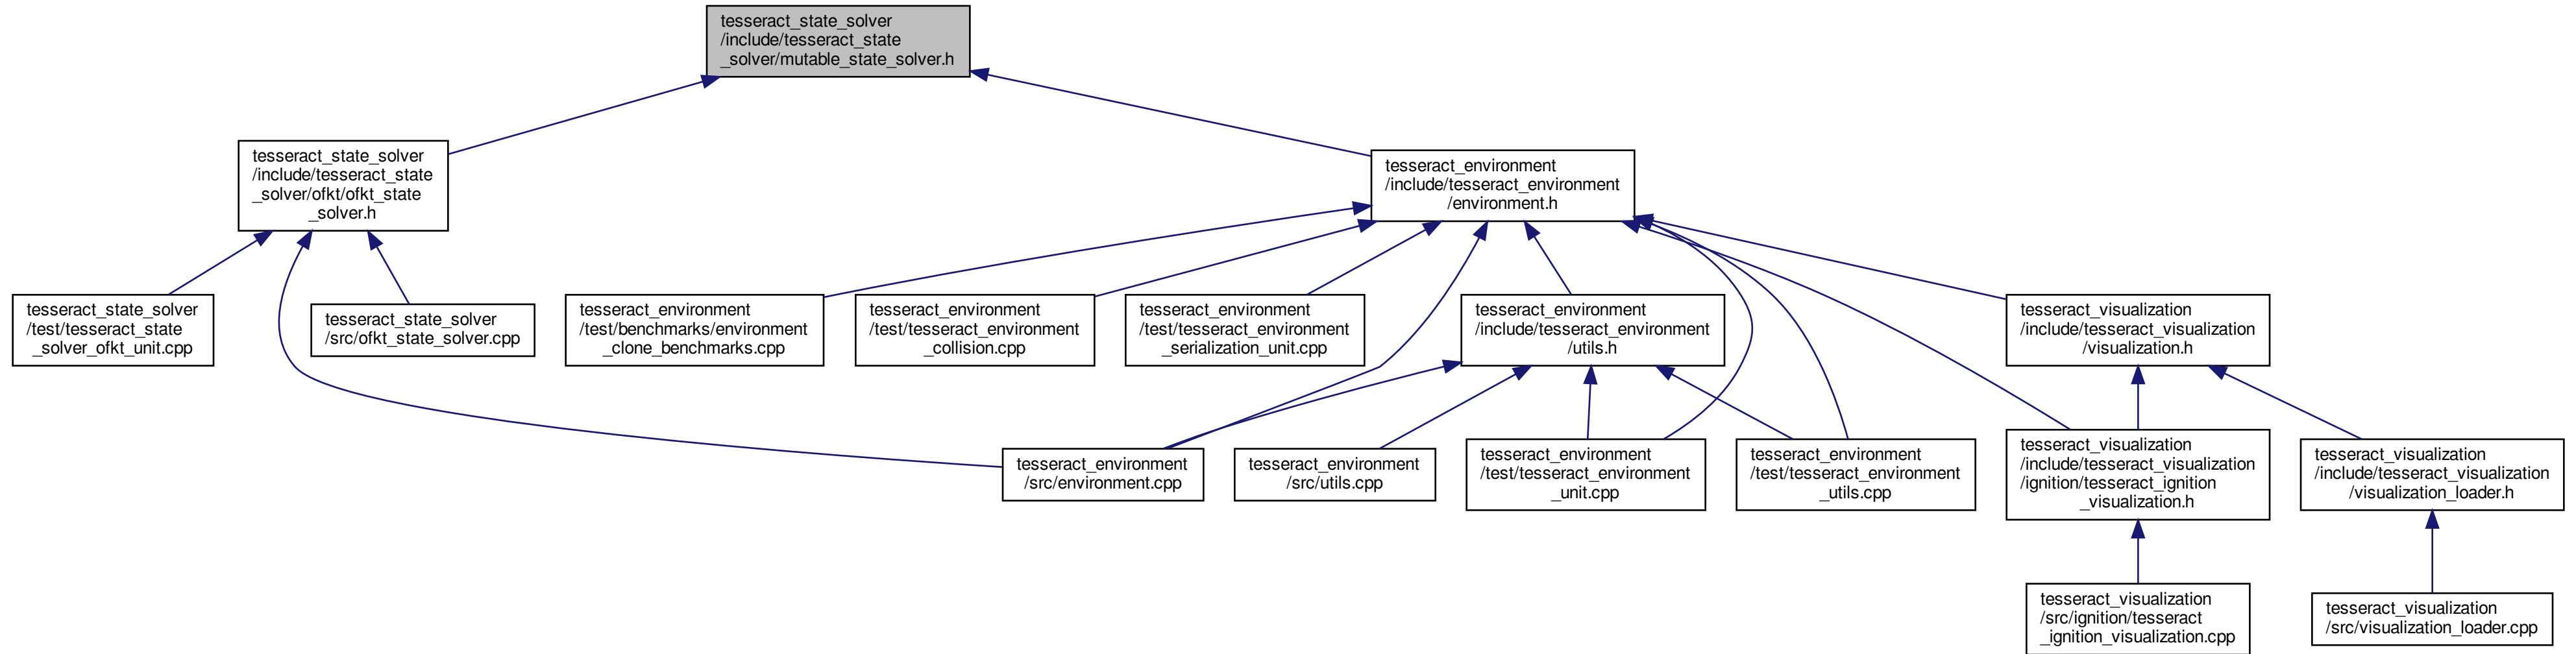 tesseract_state_solver
/include/tesseract_state
_solver/mutable_state_solver.h
tesseract_state_solver
/include/tesseract_state
_solver/ofkt/ofkt_state
_solver.h
tesseract_environment
/include/tesseract_environment
/environment.h
tesseract_state_solver
/test/tesseract_state
_solver_ofkt_unit.cpp
tesseract_state_solver
/src/ofkt_state_solver.cpp
tesseract_environment
/test/benchmarks/environment
_clone_benchmarks.cpp
tesseract_environment
/test/tesseract_environment
_collision.cpp
tesseract_environment
/test/tesseract_environment
_serialization_unit.cpp
tesseract_environment
/include/tesseract_environment
/utils.h
tesseract_visualization
/include/tesseract_visualization
/visualization.h
tesseract_environment
/src/environment.cpp
tesseract_environment
/src/utils.cpp
tesseract_environment
/test/tesseract_environment
_unit.cpp
tesseract_environment
/test/tesseract_environment
_utils.cpp
tesseract_visualization
/include/tesseract_visualization
/ignition/tesseract_ignition
_visualization.h
tesseract_visualization
/include/tesseract_visualization
/visualization_loader.h
tesseract_visualization
/src/ignition/tesseract
_ignition_visualization.cpp
tesseract_visualization
/src/visualization_loader.cpp